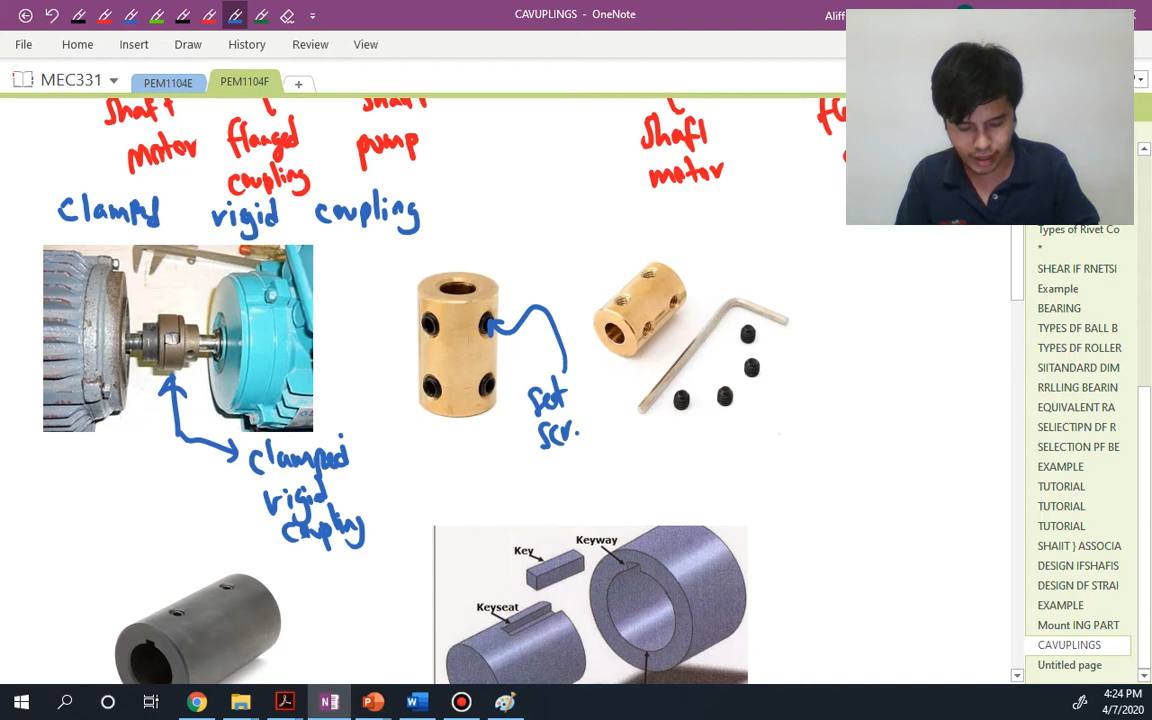 CAVUPLINGS - OneNote
Aliff
File Home Insert Draw History Review View
MEC331
PEM1104E
PEM1104F
shaft
motor
flanged
coupling
shaft
pump
shaft
motor
clamped rigid coupling
set
scr.
clamped
rigid
coupling
Key
Keyway
Keyseat
Types of Rivet Co
*
SHEAR IF RNETSI
Example
BEARING
TYPES DF BALL B
TYPES DF ROLLER
SIITANDARD DIM
RRLLING BEARIN
EQUIVALENT RA
SELIECTIPN DF R
SELECTION PF BE
EXAMPLE
TUTORIAL
TUTORIAL
TUTORIAL
SHAIIT } ASSOCIA
DESIGN IFSHAFIS
DESIGN DF STRAI
EXAMPLE
Mount ING PART
CAVUPLINGS
Untitled page
4:24 PM
4/7/2020